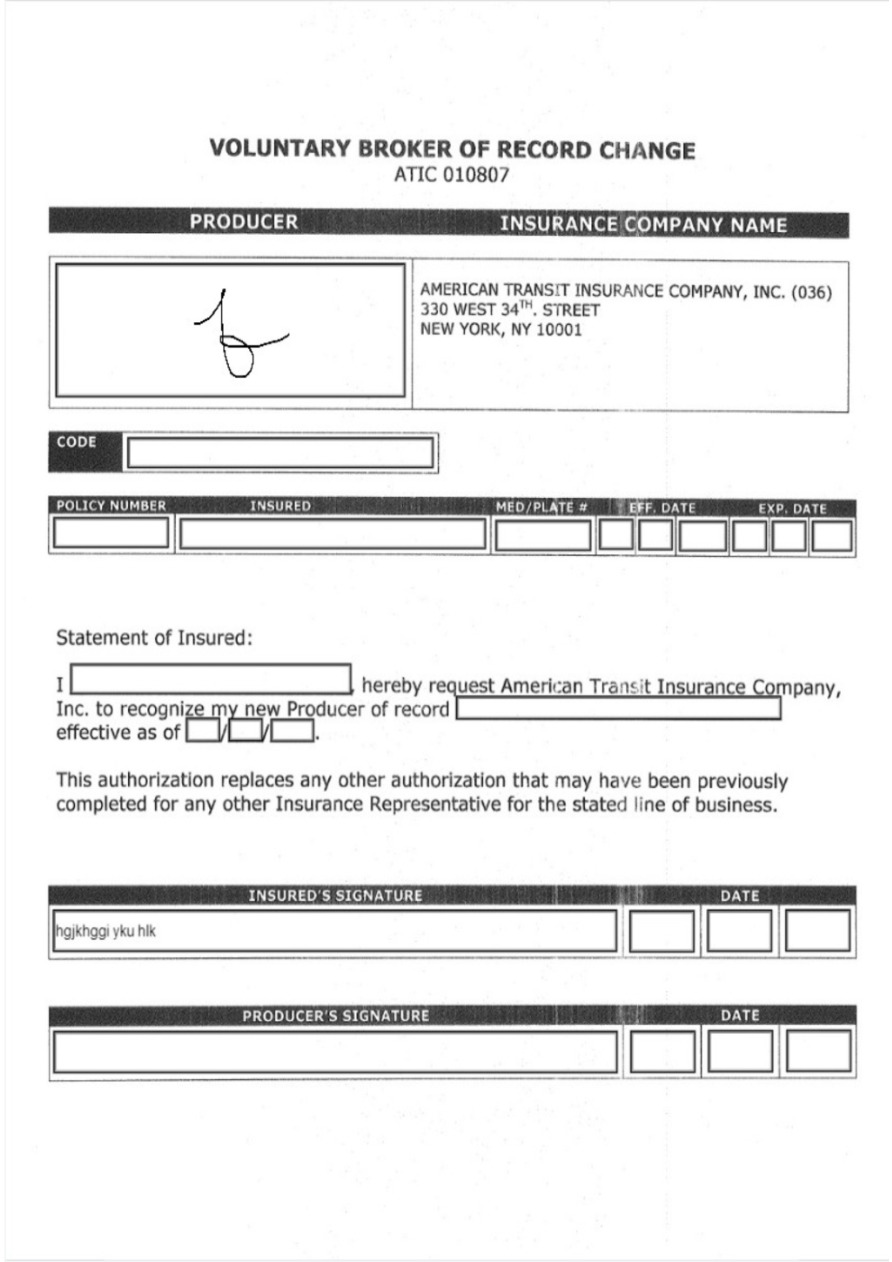 VOLUNTARY BROKER OF RECORD CHANGE
ATIC 010807
PRODUCER INSURANCE COMPANY NAME
AMERICAN TRANSIT INSURANCE COMPANY, INC. (036)
330 WEST 34TH. STREET
NEW YORK, NY 10001
CODE
POLICY NUMBER INSURED MED/PLATE # EFF. DATE EXP. DATE
Statement of Insured:
I , hereby request American Transit Insurance Company,
Inc. to recognize my new Producer of record
effective as of / / .
This authorization replaces any other authorization that may have been previously
completed for any other Insurance Representative for the stated line of business.
INSURED'S SIGNATURE DATE
hgjkhggi yku hlk
PRODUCER'S SIGNATURE DATE